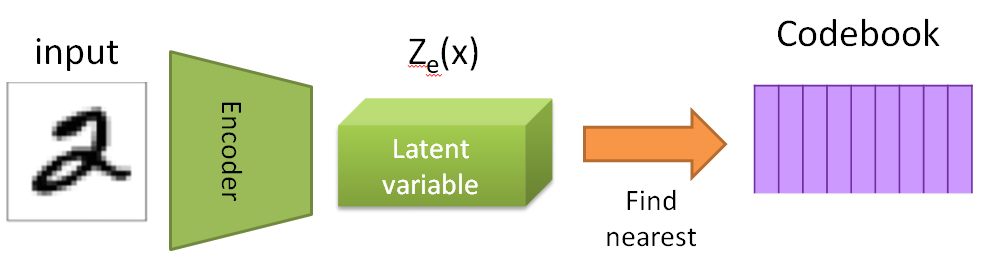 input
Encoder
Ze(x)
Latent
variable
Find
nearest
Codebook